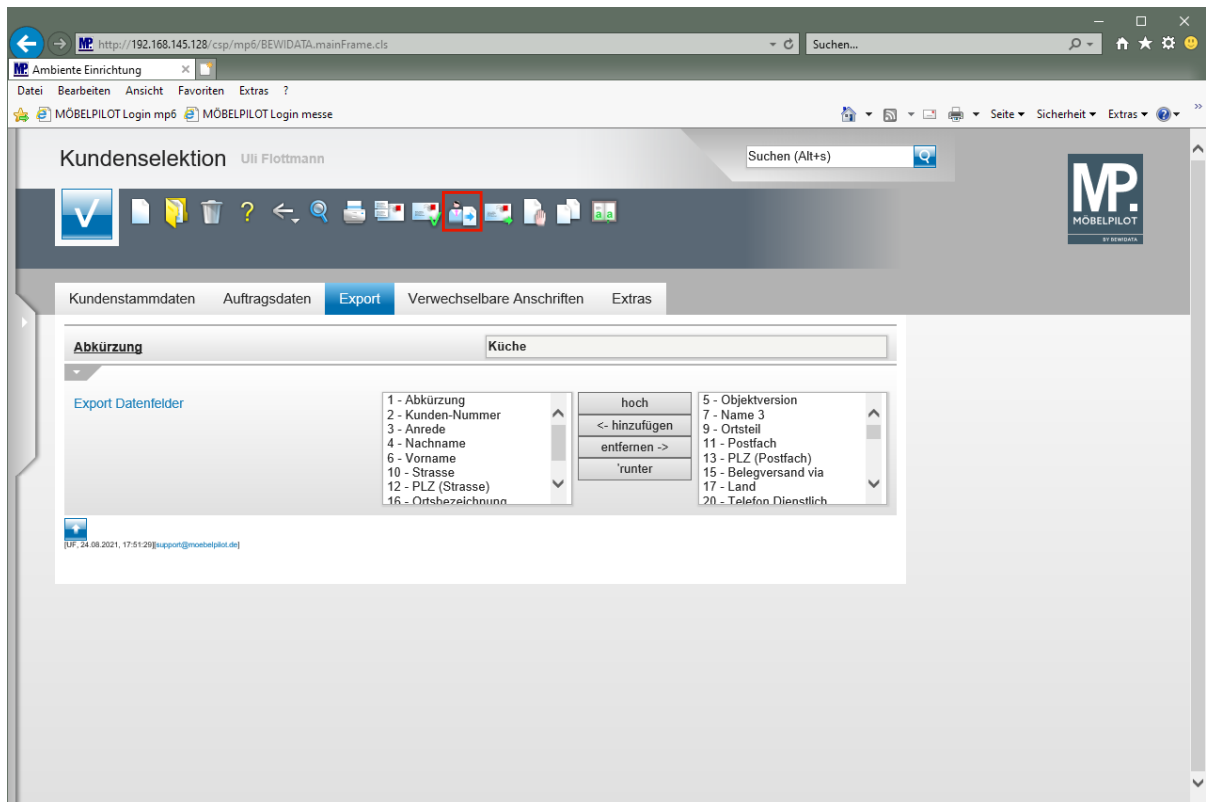 http://192.168.145.128/csp/mp6/BEWIDATA.mainFrame.cls
Suchen...
MP. Ambiente Einrichtung
Datei Bearbeiten Ansicht Favoriten Extras ?
MÖBELPILOT Login mp6 MÖBELPILOT Login messe
Seite Sicherheit Extras
Kundenselektion Uli Flottmann
Suchen (Alt+s)
MP.
MÖBELPILOT
BY BEWIDATA
Kundenstammdaten Auftragsdaten Export Verwechselbare Anschriften Extras
Abkürzung Küche
Export Datenfelder
1 - Abkürzung
2 - Kunden-Nummer
3 - Anrede
4 - Nachname
6 - Vorname
10 - Strasse
12 - PLZ (Strasse)
16 - Ortsbezeichnung
hoch
<- hinzufügen
entfernen ->
'runter
5 - Objektversion
7 - Name 3
9 - Ortsteil
11 - Postfach
13 - PLZ (Postfach)
15 - Belegversand via
17 - Land
20 - Telefon Dienstlich
[UF, 24.08.2021, 17:51:29][support@moebelpilot.de]